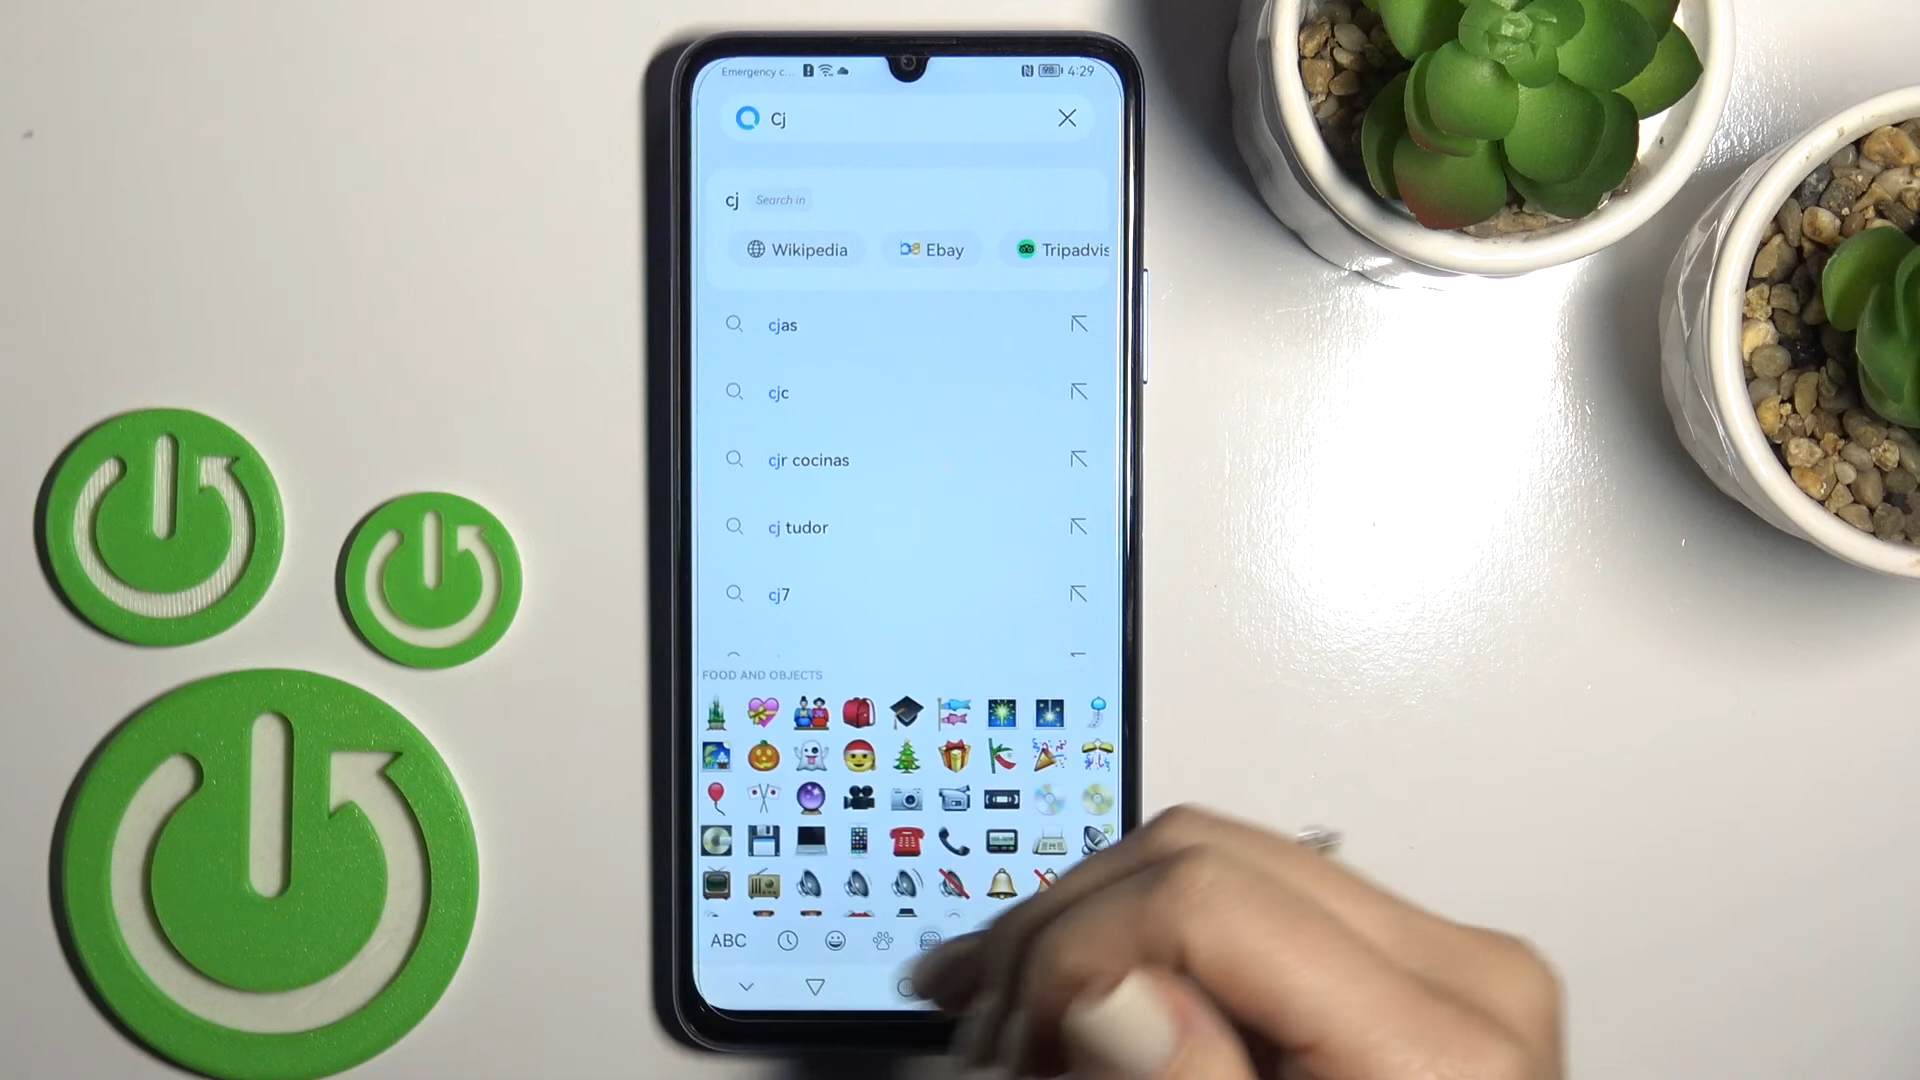 Emergency c... 98 4:29
Cj
cj Search in
Wikipedia Ebay Tripadvis
cjas
cjc
cjr cocinas
cj tudor
cj7
FOOD AND OBJECTS
ABC